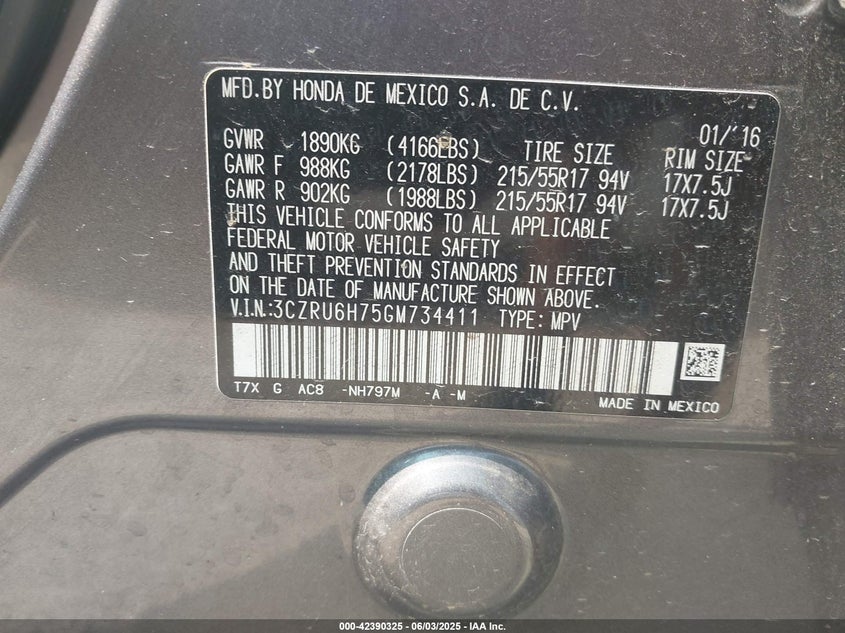 MFD.BY HONDA DE MEXICO S.A. DE C.V.
01/'16
GVWR 1890KG (4166LBS) TIRE SIZE RIM SIZE
GAWR F 988KG (2178LBS) 215/55R17 94V 17X7.5J
GAWR R 902KG (1988LBS) 215/55R17 94V 17X7.5J
THIS VEHICLE CONFORMS TO ALL APPLICABLE
FEDERAL MOTOR VEHICLE SAFETY
AND THEFT PREVENTION STANDARDS IN EFFECT
ON THE DATE OF MANUFACTURE SHOWN ABOVE.
V.I.N:3CZRU6H75GM734411 TYPE: MPV
T7X G AC8 -NH797M -A -M
MADE IN MEXICO
000-42390325 | 06/03/2025 - IAA Inc.